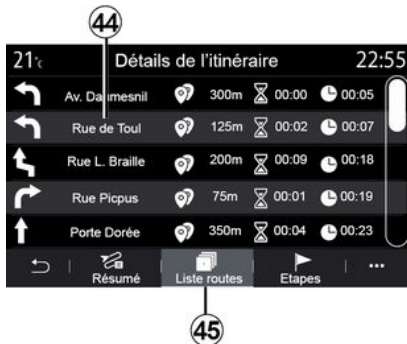 44
21°c Détails de l'itinéraire 22:55
Av. Daumesnil 300m 00:00 00:05
Rue de Toul 125m 00:02 00:07
Rue L. Braille 200m 00:09 00:18
Rue Picpus 75m 00:01 00:19
Porte Dorée 350m 00:04 00:23
Résumé Liste routes Etapes ...
45